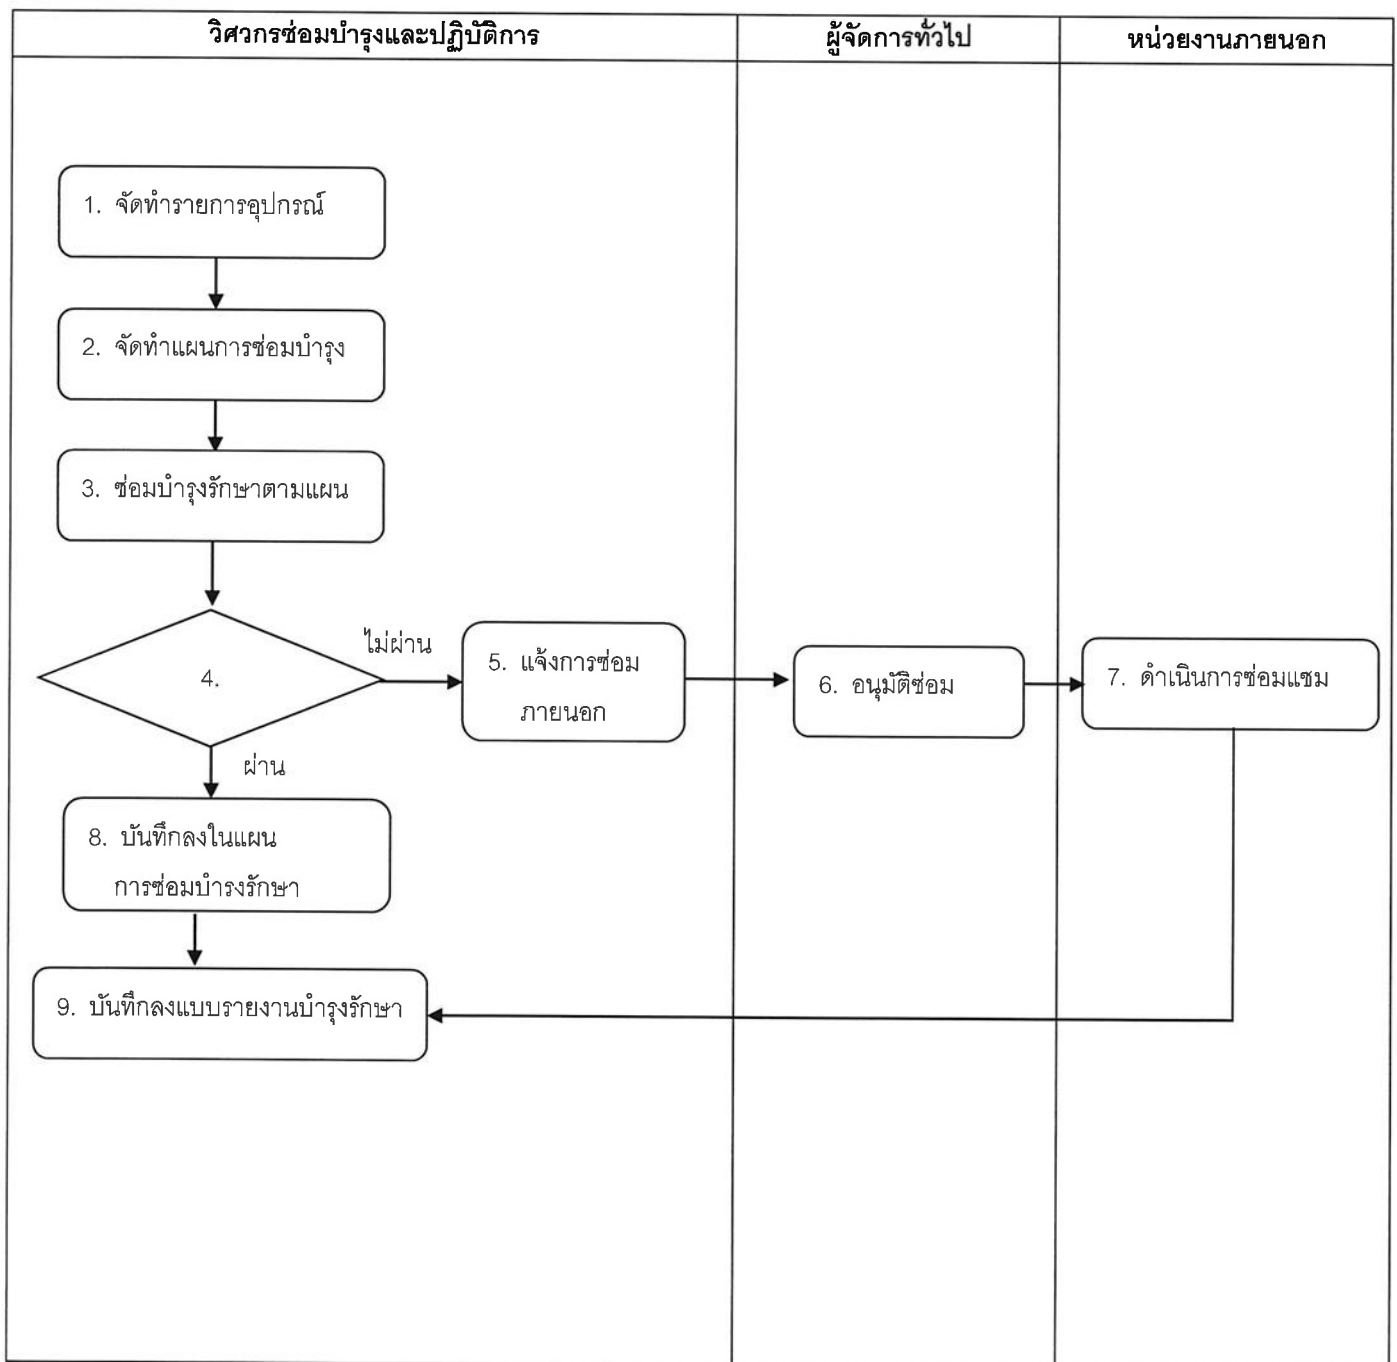 วิศวกรซ่อมบำรุงและปฏิบัติการ
ผู้จัดการทั่วไป
หน่วยงานภายนอก
1. จัดทำรายการอุปกรณ์
2. จัดทำแผนการซ่อมบำรุง
3. ซ่อมบำรุงรักษาตามแผน
4.
ไม่ผ่าน
5. แจ้งการซ่อม
ภายนอก
6. อนุมัติซ่อม
7. ดำเนินการซ่อมแซม
ผ่าน
8. บันทึกลงในแผน
การซ่อมบำรงรักษา
9. บันทึกลงแบบรายงานบำรุงรักษา